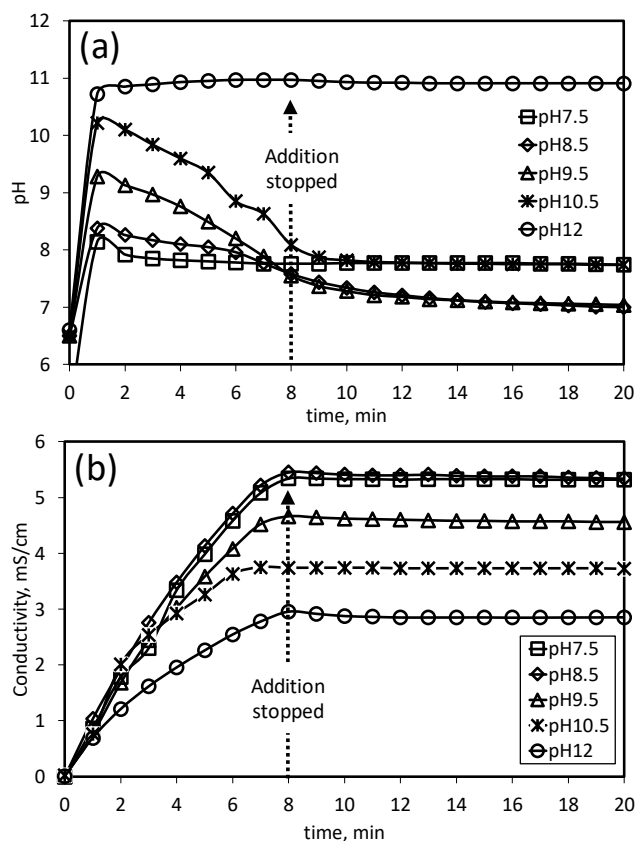 (a)
12
11
10
9
8
7
6
pH
pH7.5
pH8.5
pH9.5
pH10.5
pH12
Addition
stopped
0 2 4 6 8 10 12 14 16 18 20
time, min
(b)
6
5
4
3
2
1
0
Conductivity, mS/cm
pH7.5
pH8.5
pH9.5
pH10.5
pH12
Addition
stopped
0 2 4 6 8 10 12 14 16 18 20
time, min